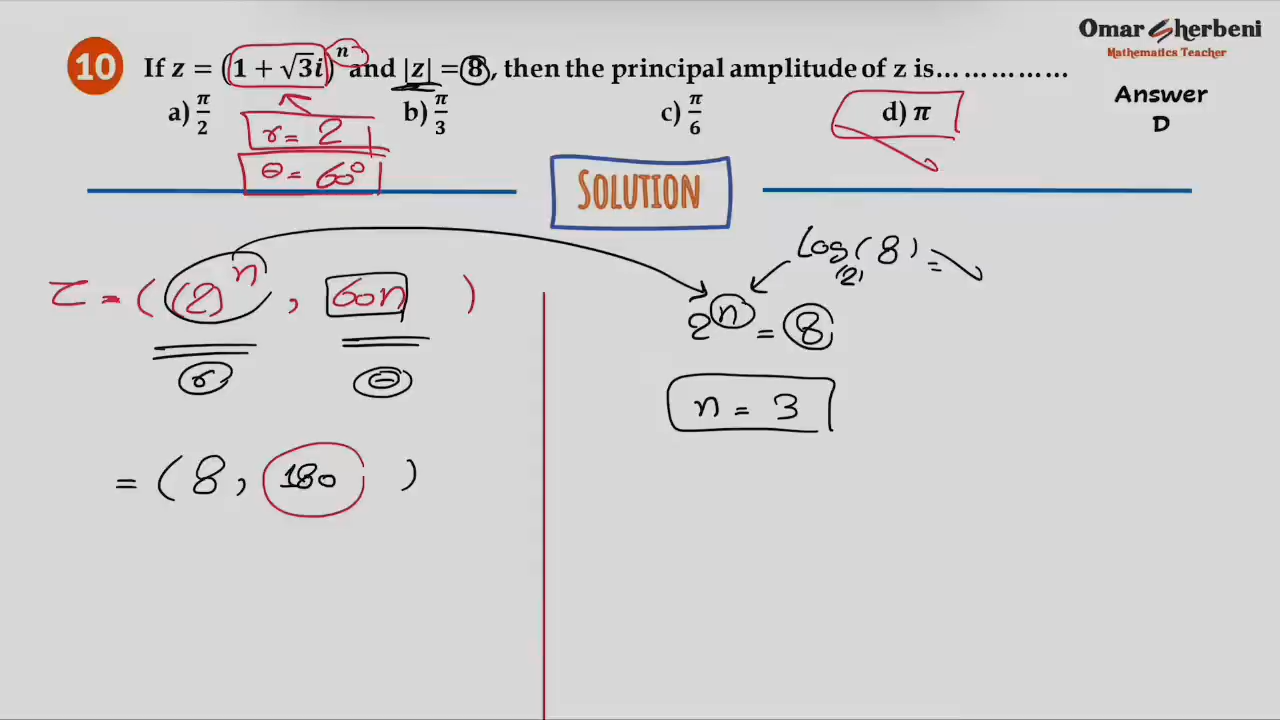 Omar Sherbeni
Mathematics Teacher
10 If z = (1 + √3i)ⁿ and |z| = 8, then the principal amplitude of z is……………
a) π/2 b) π/3 c) π/6 d) π
Answer
D
r = 2
θ = 60°
SOLUTION
Log(8) =
(2)
Z = ((2)ⁿ, 60n)
2ⁿ = 8
r θ
n = 3
= (8, 180)